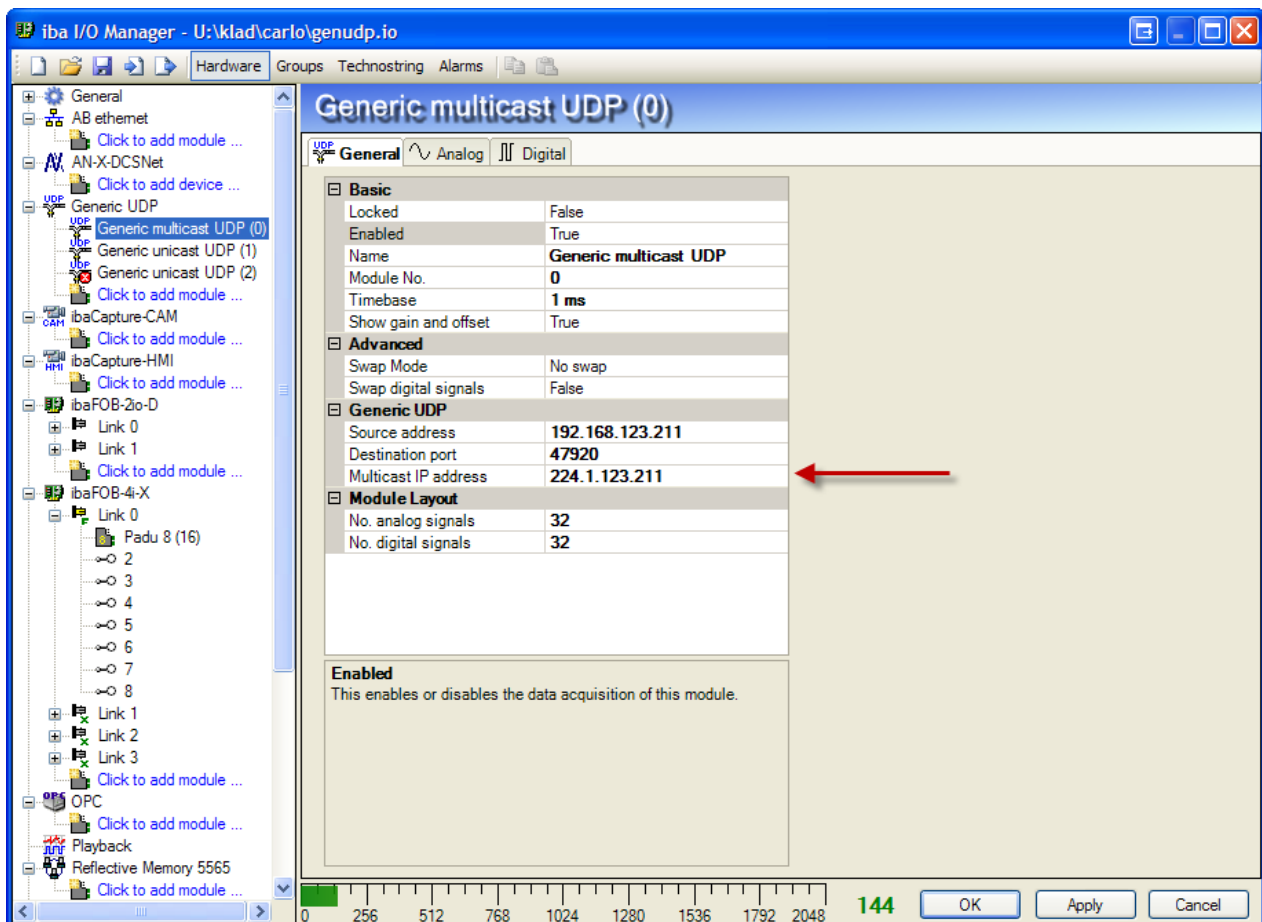 iba I/O Manager - U:\klad\carlo\genudp.io
Hardware Groups Technostring Alarms
General
AB ethernet
Click to add module ...
AN-X-DCSNet
Click to add device ...
UDP Generic UDP
UDP Generic multicast UDP (0)
UDP Generic unicast UDP (1)
UDP Generic unicast UDP (2)
Click to add module ...
CAM ibaCapture-CAM
Click to add module ...
HMI ibaCapture-HMI
Click to add module ...
ibaFOB-2io-D
Link 0
Link 1
Click to add module ...
ibaFOB-4i-X
Link 0
Padu 8 (16)
2
3
4
5
6
7
8
Link 1
Link 2
Link 3
Click to add module ...
OPC OPC
Click to add module ...
Playback
Reflective Memory 5565
Click to add module ...
Generic multicast UDP (0)
UDP General Analog Digital
Basic
Locked False
Enabled True
Name Generic multicast UDP
Module No. 0
Timebase 1 ms
Show gain and offset True
Advanced
Swap Mode No swap
Swap digital signals False
Generic UDP
Source address 192.168.123.211
Destination port 47920
Multicast IP address 224.1.123.211
Module Layout
No. analog signals 32
No. digital signals 32
Enabled
This enables or disables the data acquisition of this module.
0 256 512 768 1024 1280 1536 1792 2048
144
OK Apply Cancel